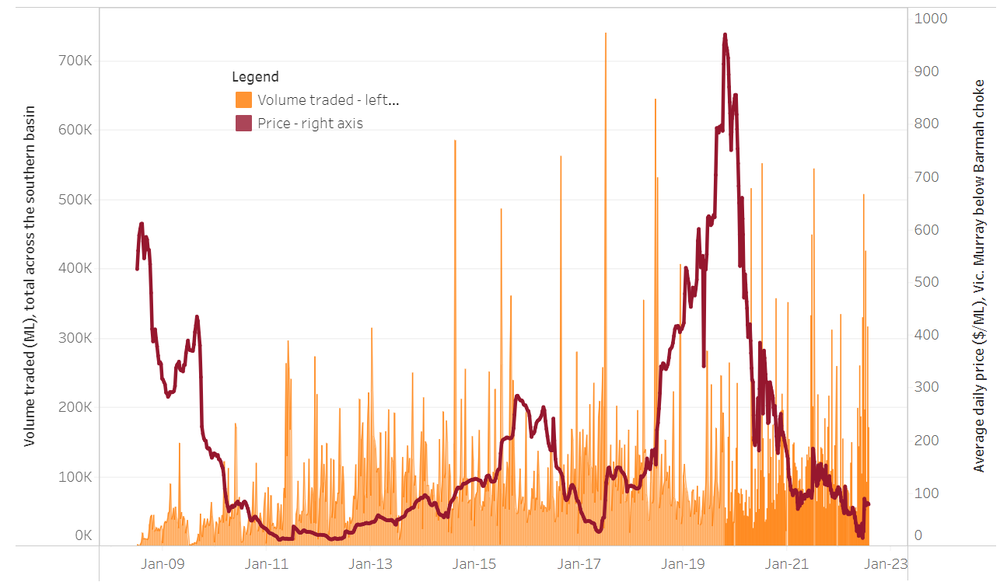 Legend
Volume traded - left...
Price - right axis
Volume traded (ML), total across the southern basin
700K
600K
500K
400K
300K
200K
100K
0K
1000
900
800
700
600
500
400
300
200
100
0
Average daily price ($/ML), Vic. Murray below Barmah choke
Jan-09 Jan-11 Jan-13 Jan-15 Jan-17 Jan-19 Jan-21 Jan-23